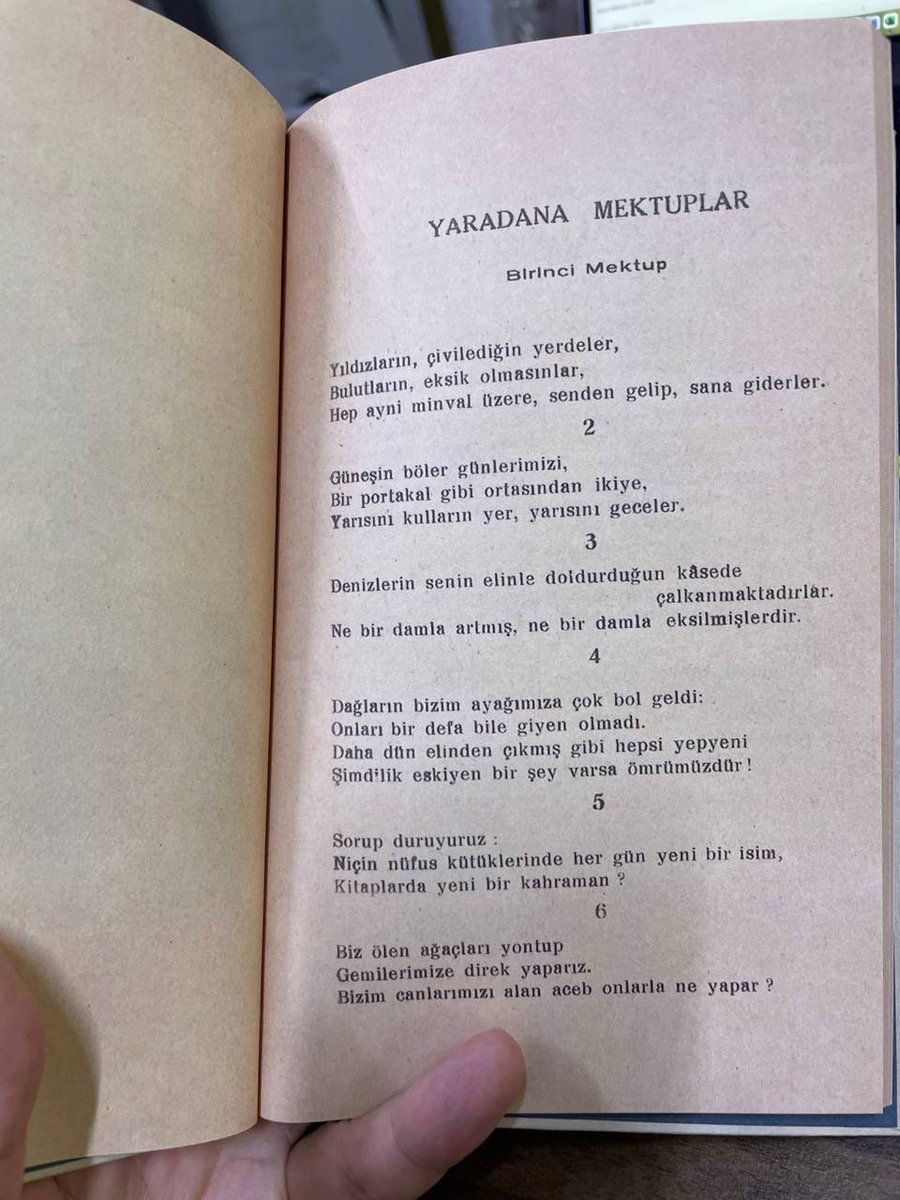 YARADANA MEKTUPLAR
Birinci Mektup
Yıldızların, çivilediğin yerdeler,
Bulutların, eksik olmasınlar,
Hep ayni minval üzere, senden gelip, sana giderler.
2
Güneşin böler günlerimizi,
Bir portakal gibi ortasından ikiye,
Yarısını kulların yer, yarısını geceler.
3
Denizlerin senin elinle doldurduğun kâsede
çalkanmaktadırlar.
Ne bir damla artmış, ne bir damla eksilmişlerdir.
4
Dağların bizim ayağımıza çok bol geldi:
Onları bir defa bile giyen olmadı.
Daha dün elinden çıkmış gibi hepsi yepyeni
Şimdilik eskiyen bir şey varsa ömrümüzdür!
5
Sorup duruyuruz :
Niçin nüfus kütüklerinde her gün yeni bir isim,
Kitaplarda yeni bir kahraman ?
6
Biz ölen ağaçları yontup
Gemilerimize direk yaparız.
Bizim canlarımızı alan aceb onlarla ne yapar ?